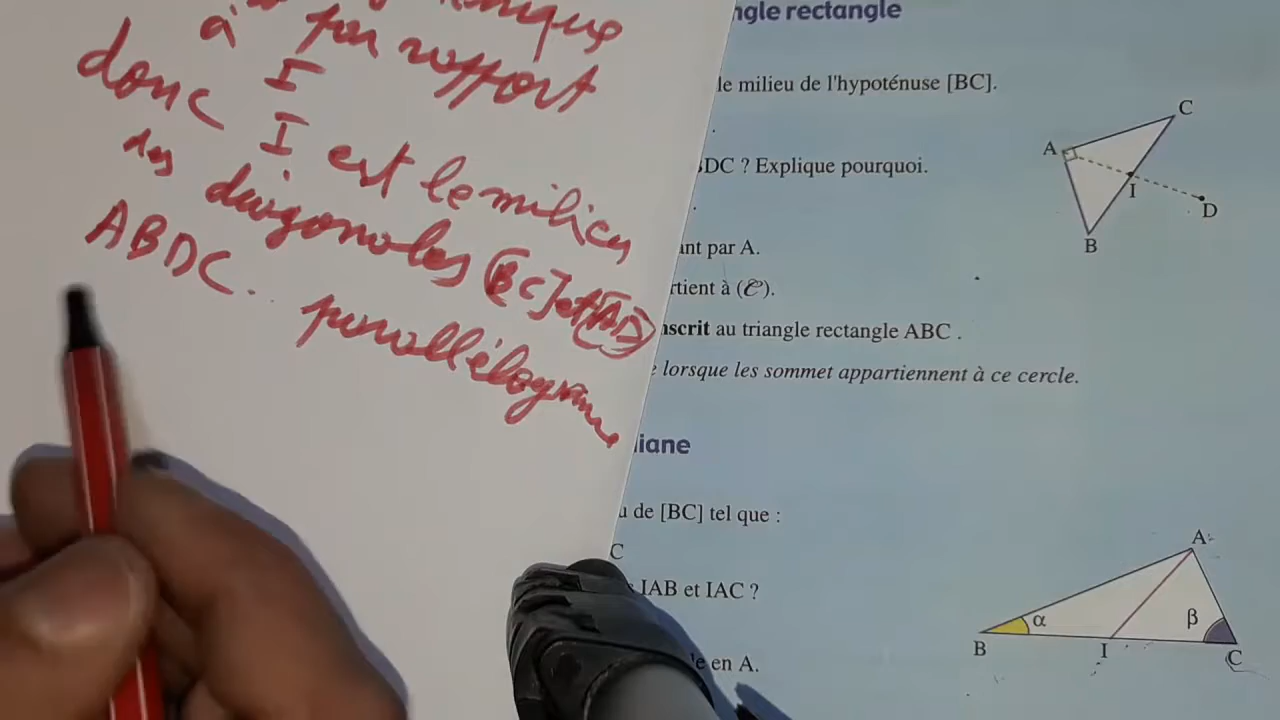 à par rapport
donc I
I est le milieu
des diagonales [BC] et [AD]
ABDC. parallélogramme
ngle rectangle
le milieu de l'hypoténuse [BC].
DC ? Explique pourquoi.
ant par A.
rtient à (𝒞).
nscrit au triangle rectangle ABC .
lorsque les sommet appartiennent à ce cercle.
A
C
I
D
B
iane
u de [BC] tel que :
C
IAB et IAC ?
e en A.
A
α
β
B
I
C